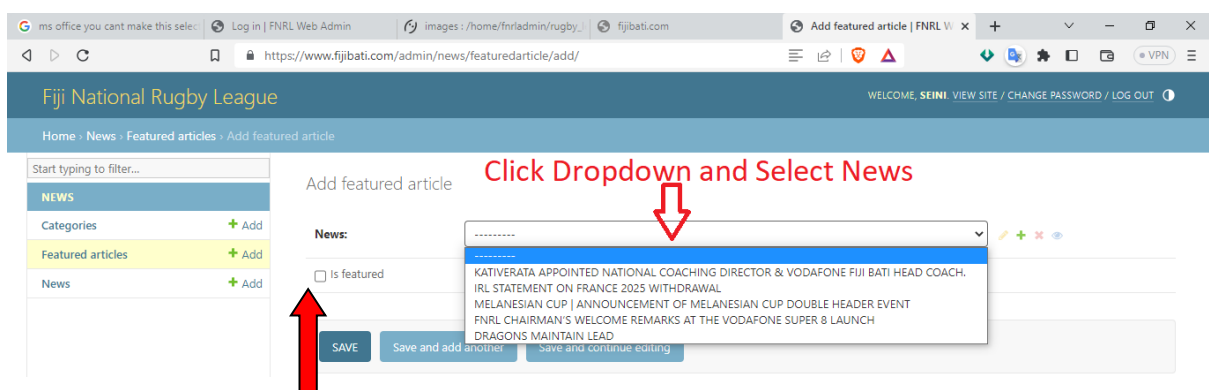 ms office you cant make this selec
Log in | FNRL Web Admin
images : /home/fnrladmin/rugby_l
fijibati.com
Add featured article | FNRL W
https://www.fijibati.com/admin/news/featuredarticle/add/
VPN
Fiji National Rugby League
WELCOME, SEINI. VIEW SITE / CHANGE PASSWORD / LOG OUT
Home › News › Featured articles › Add featured article
Start typing to filter...
NEWS
Categories + Add
Featured articles + Add
News + Add
Click Dropdown and Select News
Add featured article
News: ---------
---------
KATIVERATA APPOINTED NATIONAL COACHING DIRECTOR & VODAFONE FIJI BATI HEAD COACH.
IRL STATEMENT ON FRANCE 2025 WITHDRAWAL
MELANESIAN CUP | ANNOUNCEMENT OF MELANESIAN CUP DOUBLE HEADER EVENT
FNRL CHAIRMAN'S WELCOME REMARKS AT THE VODAFONE SUPER 8 LAUNCH
DRAGONS MAINTAIN LEAD
Is featured
SAVE
Save and add another
Save and continue editing